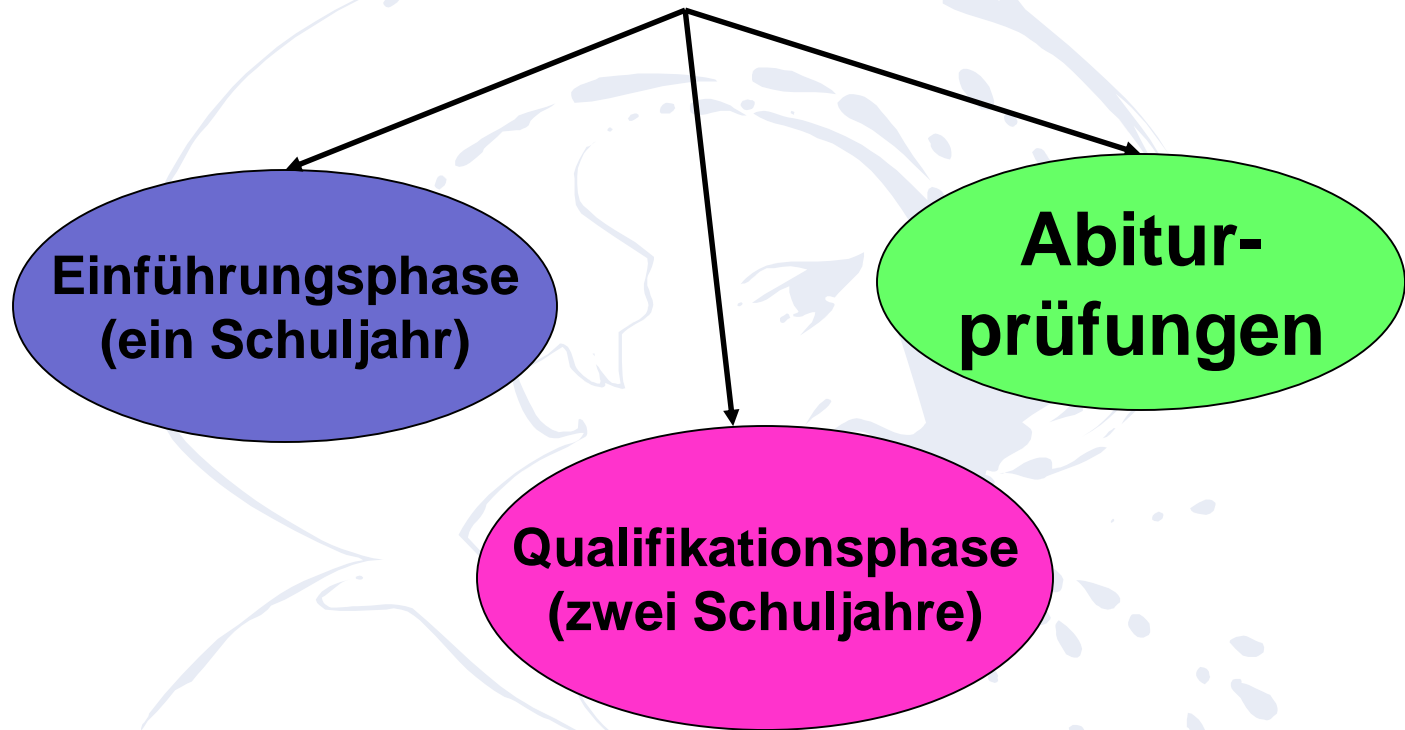 Einführungsphase
(ein Schuljahr)
Qualifikationsphase
(zwei Schuljahre)
Abitur-
prüfungen